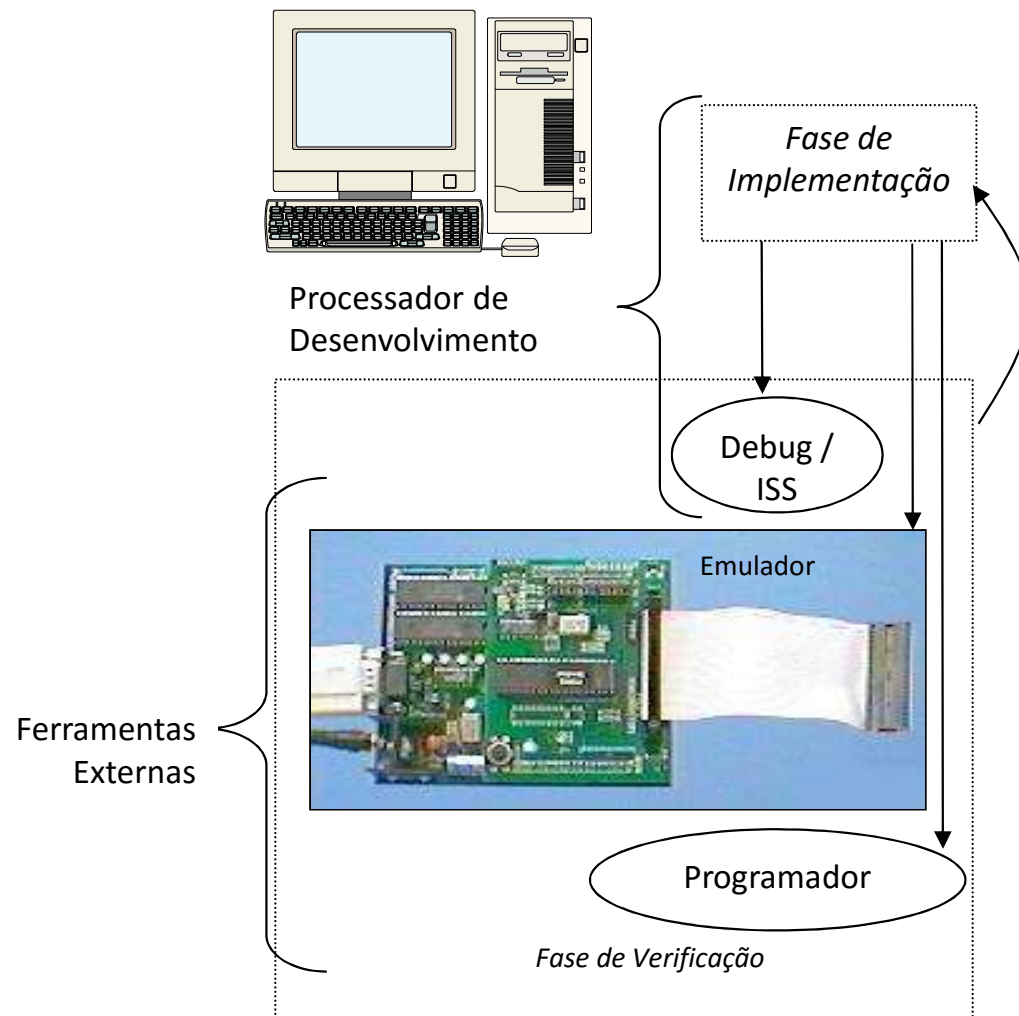 Fase de
Implementação
Processador de
Desenvolvimento
Debug /
ISS
Emulador
Ferramentas
Externas
Programador
Fase de Verificação